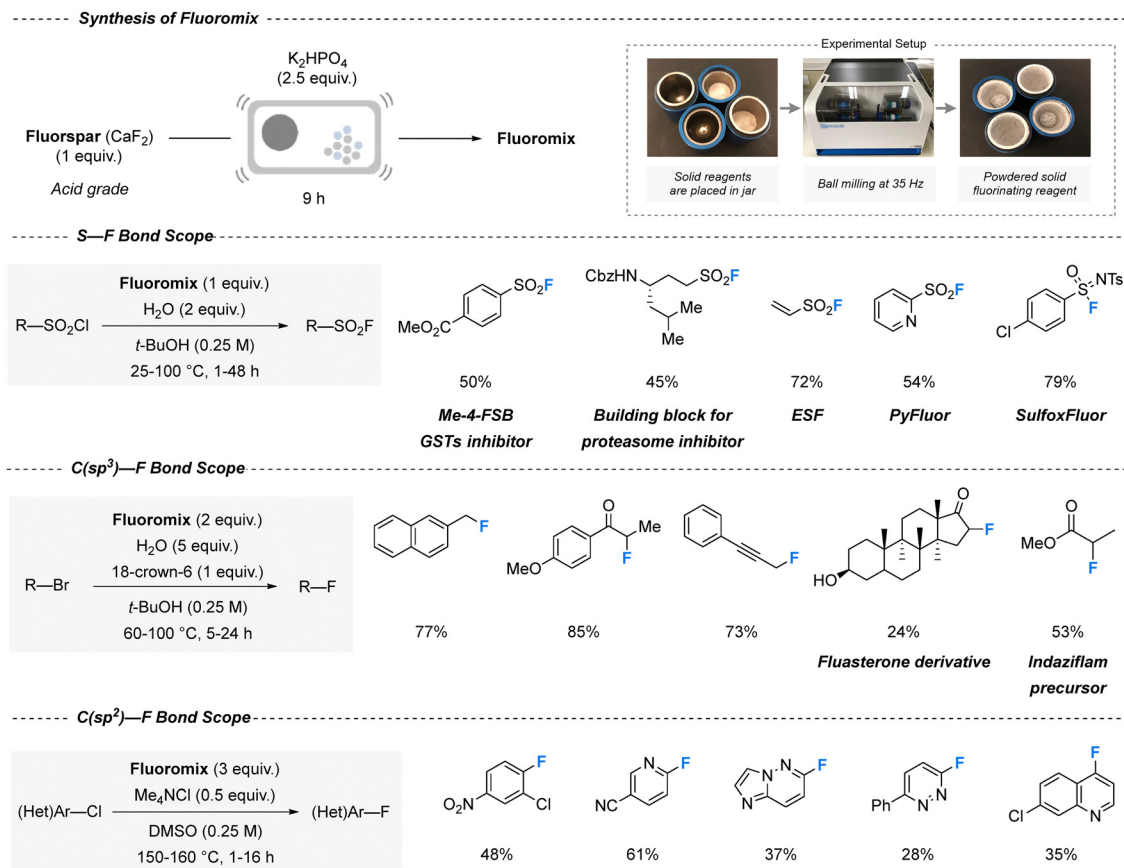 Synthesis of Fluoromix
K2HPO4
(2.5 equiv.)
Fluorspar (CaF2)
(1 equiv.)
Acid grade
9 h
Fluoromix
Experimental Setup
Solid reagents
are placed in jar
Ball milling at 35 Hz
Powdered solid
fluorinating reagent
S—F Bond Scope
Fluoromix (1 equiv.)
H2O (2 equiv.)
R—SO2Cl
R—SO2F
t-BuOH (0.25 M)
25-100 °C, 1-48 h
SO2F
MeO2C
50%
Me-4-FSB
GSTs inhibitor
CbzHN
SO2F
Me
Me
45%
Building block for
proteasome inhibitor
SO2F
72%
ESF
SO2F
N
54%
PyFluor
O
NTs
S
F
Cl
79%
SulfoxFluor
C(sp3)—F Bond Scope
Fluoromix (2 equiv.)
H2O (5 equiv.)
18-crown-6 (1 equiv.)
R—Br
R—F
t-BuOH (0.25 M)
60-100 °C, 5-24 h
F
77%
O
Me
F
MeO
85%
F
73%
Me
O
F
H
H
H
HO
24%
Fluasterone derivative
O
MeO
F
53%
Indaziflam
precursor
C(sp2)—F Bond Scope
Fluoromix (3 equiv.)
Me4NCl (0.5 equiv.)
(Het)Ar—Cl
(Het)Ar—F
DMSO (0.25 M)
150-160 °C, 1-16 h
F
NO2
Cl
48%
N
F
CN
61%
N
N
F
N
37%
F
N
Ph
N
28%
F
Cl
N
35%